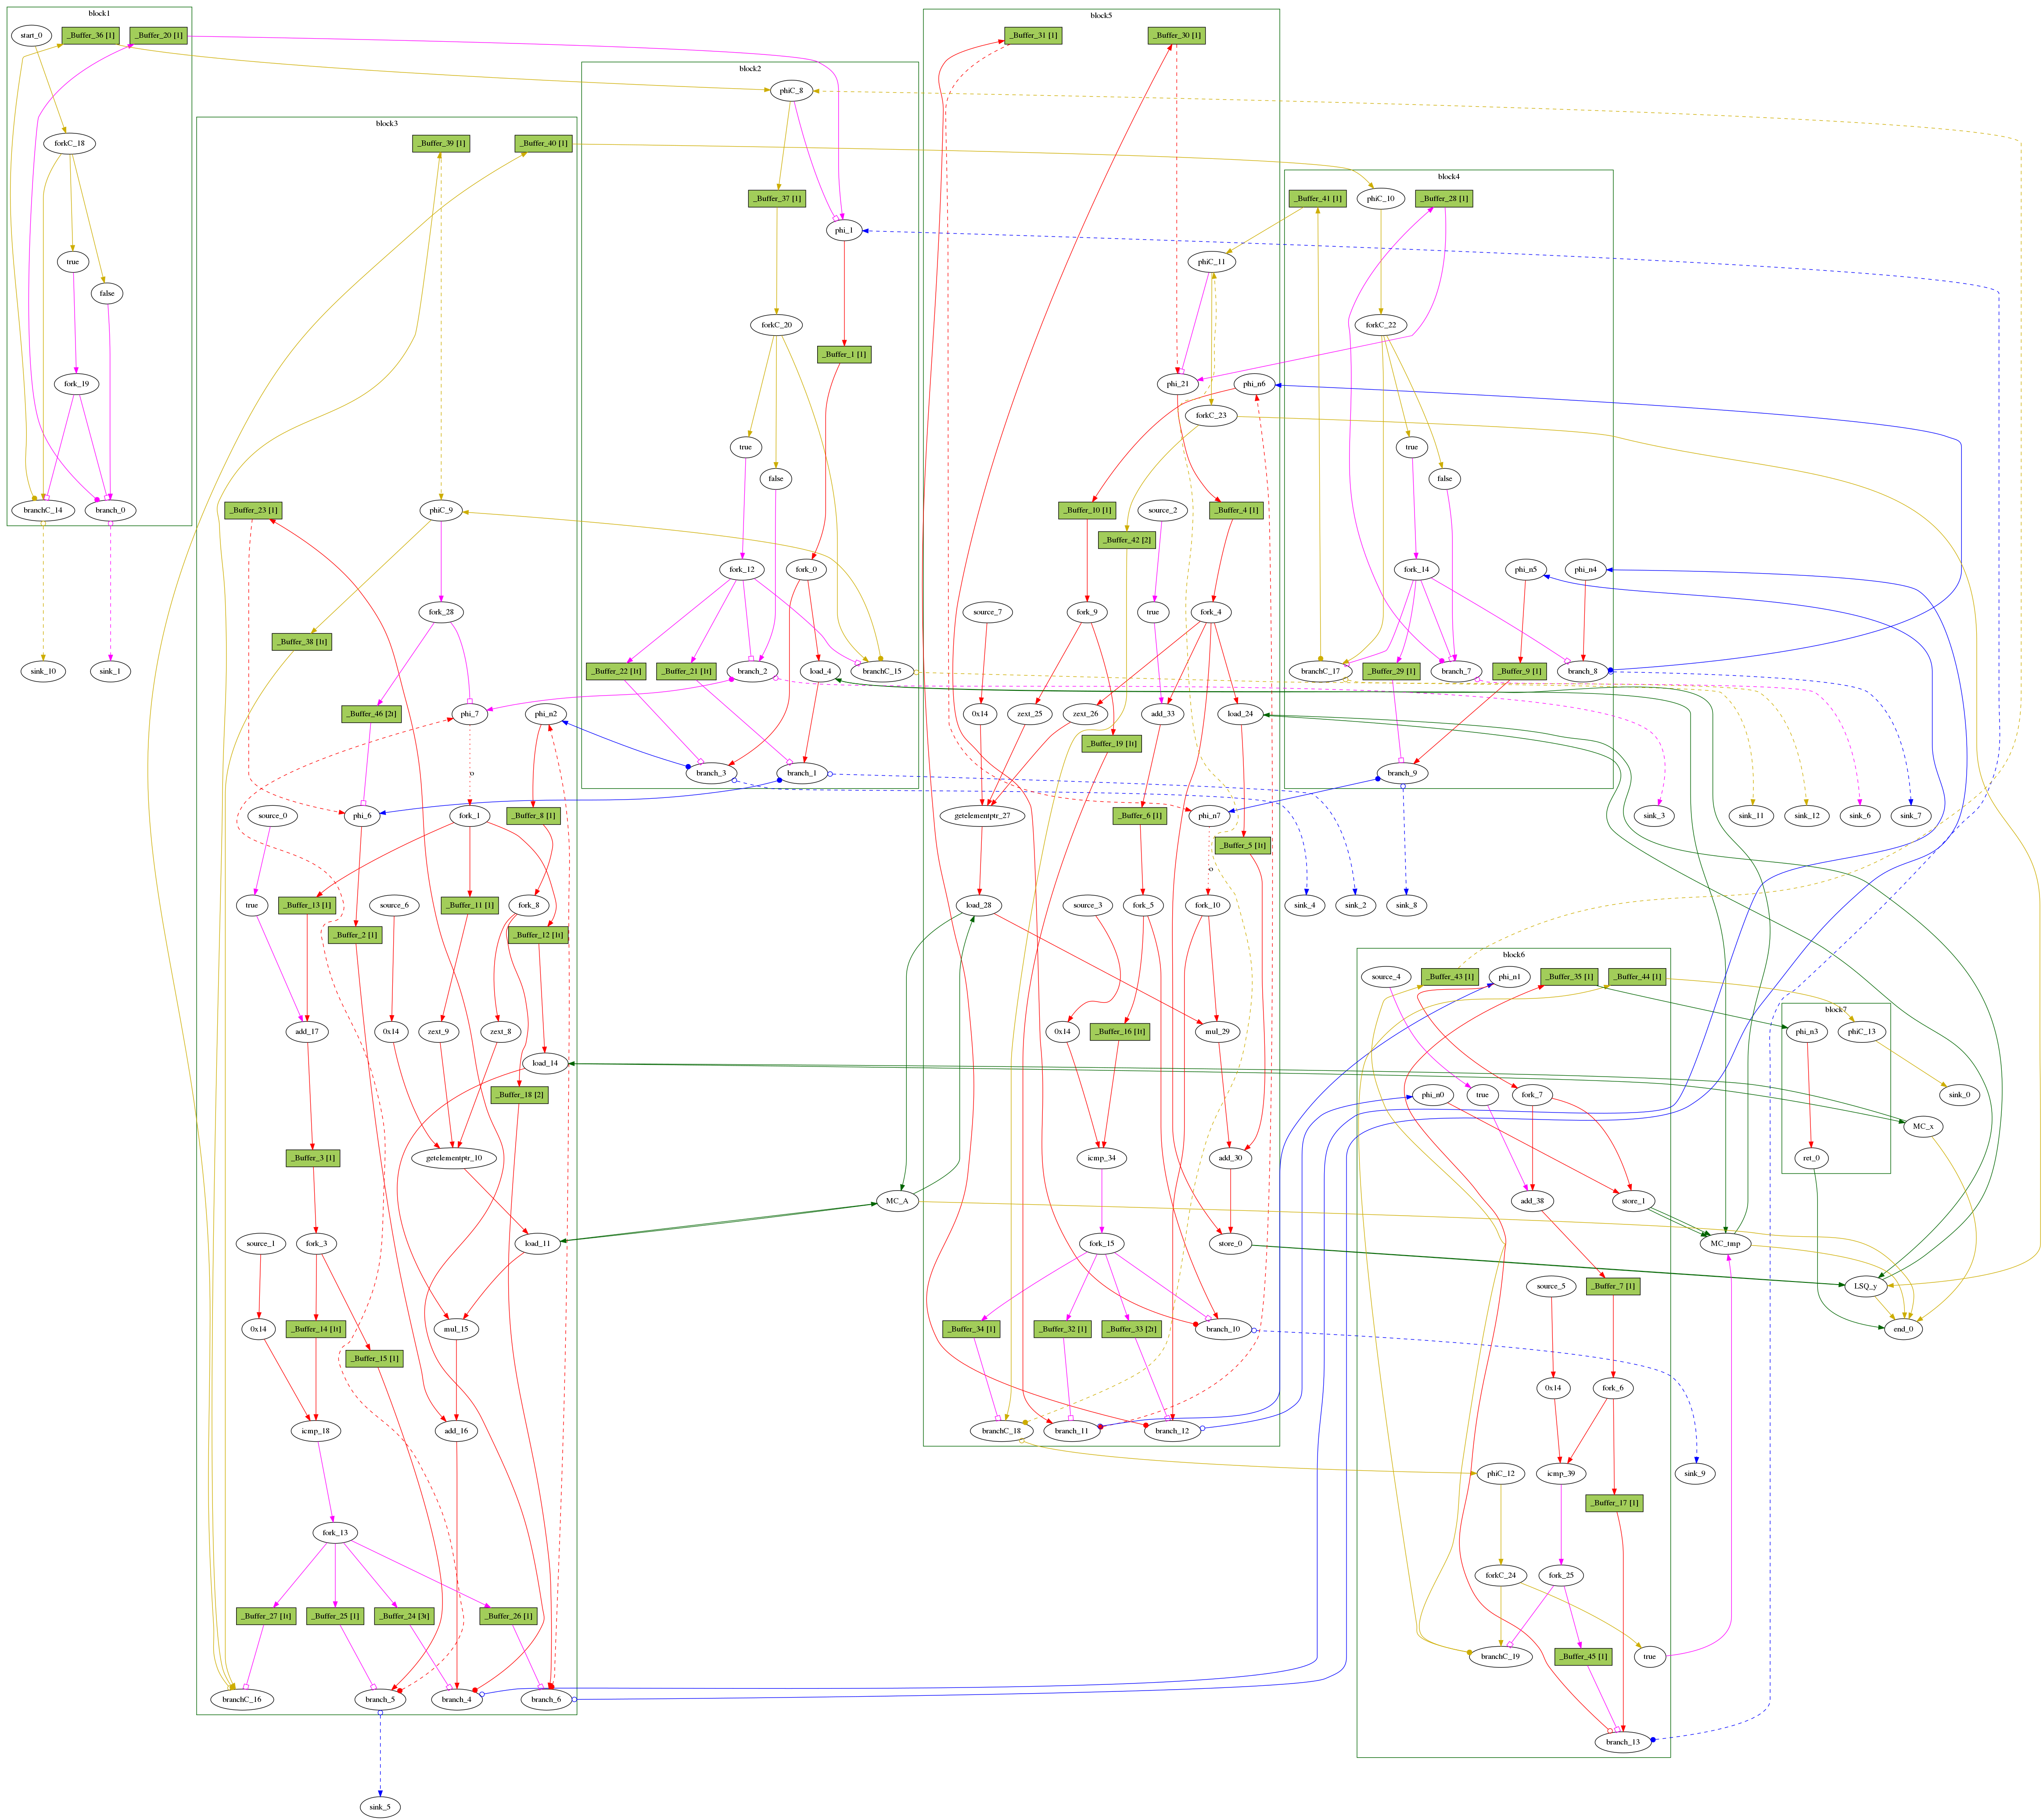 block1
start_0
_Buffer_36 [1]
_Buffer_20 [1]
forkC_18
true
false
fork_19
branchC_14
branch_0
sink_10
sink_1
block3
_Buffer_39 [1]
_Buffer_40 [1]
_Buffer_23 [1]
phiC_9
fork_28
_Buffer_38 [1t]
_Buffer_46 [2t]
phi_7
phi_n2
o
source_0
phi_6
fork_1
_Buffer_8 [1]
true
_Buffer_13 [1]
source_6
_Buffer_11 [1]
fork_8
_Buffer_2 [1]
_Buffer_12 [1t]
add_17
0x14
zext_9
zext_8
load_14
_Buffer_18 [2]
_Buffer_3 [1]
getelementptr_10
source_1
fork_3
load_11
0x14
_Buffer_14 [1t]
mul_15
_Buffer_15 [1]
icmp_18
add_16
fork_13
_Buffer_27 [1t]
_Buffer_25 [1]
_Buffer_24 [3t]
_Buffer_26 [1]
branchC_16
branch_5
branch_4
branch_6
sink_5
block2
phiC_8
_Buffer_37 [1]
phi_1
forkC_20
_Buffer_1 [1]
true
false
fork_12
fork_0
_Buffer_22 [1t]
_Buffer_21 [1t]
branch_2
load_4
branchC_15
branch_3
branch_1
block5
_Buffer_31 [1]
_Buffer_30 [1]
phiC_11
phi_21
phi_n6
forkC_23
_Buffer_10 [1]
source_2
_Buffer_4 [1]
_Buffer_42 [2]
source_7
fork_9
true
fork_4
0x14
zext_25
zext_26
add_33
load_24
_Buffer_19 [1t]
getelementptr_27
_Buffer_6 [1]
phi_n7
_Buffer_5 [1t]
o
load_28
source_3
fork_5
fork_10
0x14
_Buffer_16 [1t]
mul_29
icmp_34
add_30
MC_A
fork_15
store_0
_Buffer_34 [1]
_Buffer_32 [1]
_Buffer_33 [2t]
branch_10
branchC_18
branch_11
branch_12
block4
_Buffer_41 [1]
phiC_10
_Buffer_28 [1]
forkC_22
true
false
fork_14
phi_n5
phi_n4
branchC_17
_Buffer_29 [1]
branch_7
_Buffer_9 [1]
branch_8
branch_9
sink_3
sink_11
sink_12
sink_6
sink_7
sink_4
sink_2
sink_8
block6
source_4
_Buffer_43 [1]
phi_n1
_Buffer_35 [1]
_Buffer_44 [1]
phi_n0
true
fork_7
add_38
store_1
source_5
_Buffer_7 [1]
0x14
fork_6
phiC_12
icmp_39
_Buffer_17 [1]
forkC_24
fork_25
branchC_19
_Buffer_45 [1]
true
branch_13
sink_9
block7
phi_n3
phiC_13
ret_0
sink_0
MC_x
MC_tmp
LSQ_y
end_0